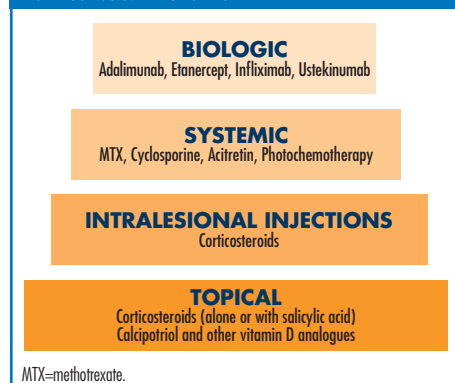 BIOLOGIC
Adalimunab, Etanercept, Infliximab, Ustekinumab
SYSTEMIC
MTX, Cyclosporine, Acitretin, Photochemotherapy
INTRALESIONAL INJECTIONS
Corticosteroids
TOPICAL
Corticosteroids (alone or with salicylic acid)
Calcipotriol and other vitamin D analogues
MTX=methotrexate.